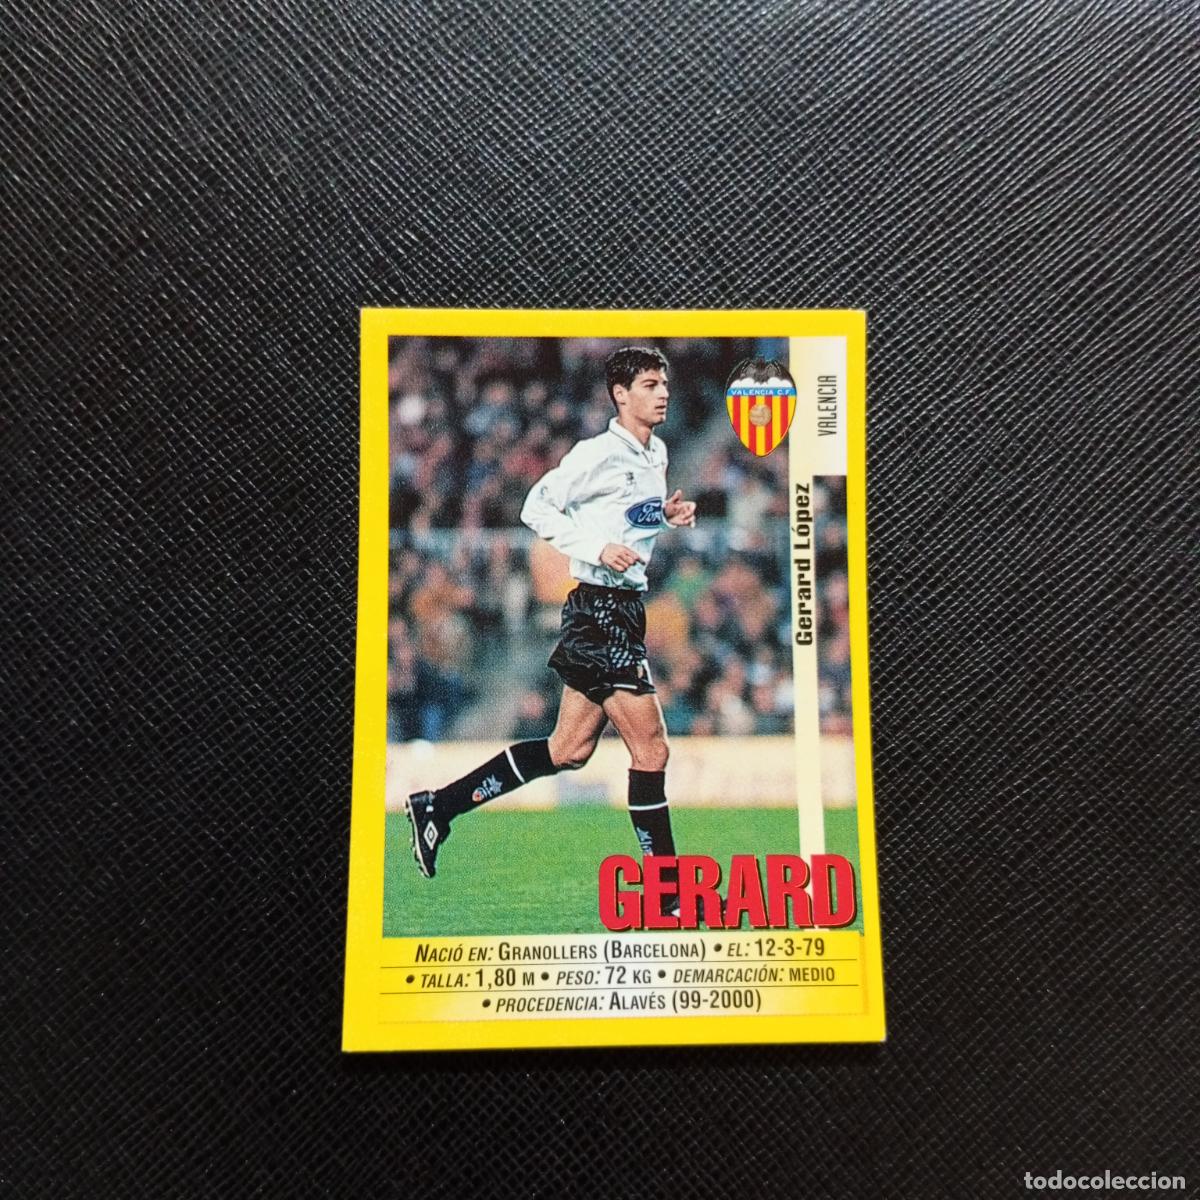 VALENCIA C.F.
VALENCIA
Gerard López
Ford
GERARD
NACIÓ EN: GRANOLLERS (BARCELONA) • EL: 12-3-79
• TALLA: 1,80 M • PESO: 72 KG • DEMARCACIÓN: MEDIO
• PROCEDENCIA: ALAVÉS (99-2000)
todocoleccion